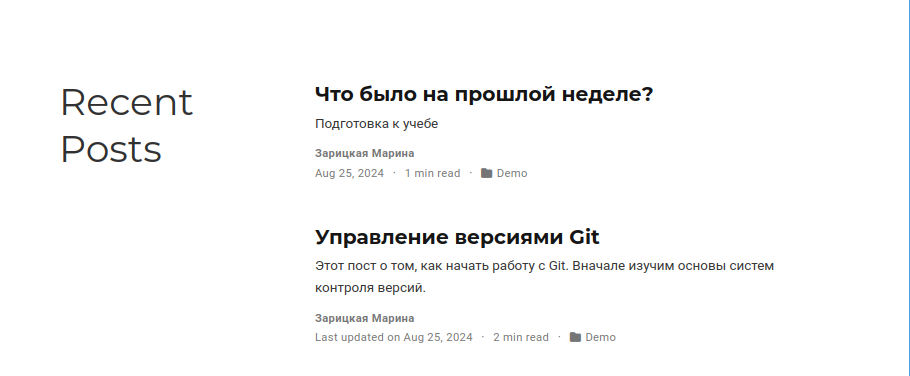 Recent
Posts
Что было на прошлой неделе?
Подготовка к учебе
Зарицкая Марина
Aug 25, 2024 · 1 min read · Demo
Управление версиями Git
Этот пост о том, как начать работу с Git. Вначале изучим основы систем
контроля версий.
Зарицкая Марина
Last updated on Aug 25, 2024 · 2 min read · Demo